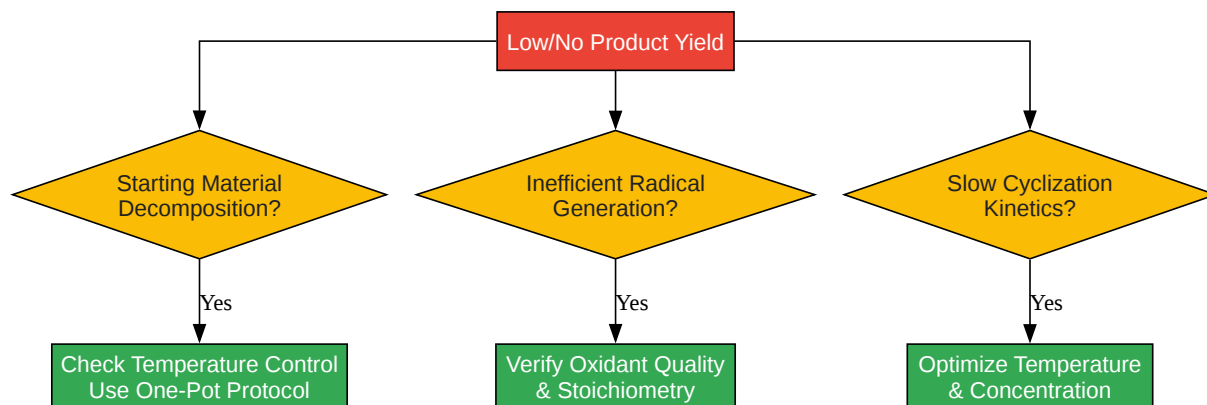 Low/No Product Yield
Starting Material
Decomposition?
Inefficient Radical
Generation?
Slow Cyclization
Kinetics?
Yes
Yes
Yes
Check Temperature Control
Use One-Pot Protocol
Verify Oxidant Quality
& Stoichiometry
Optimize Temperature
& Concentration